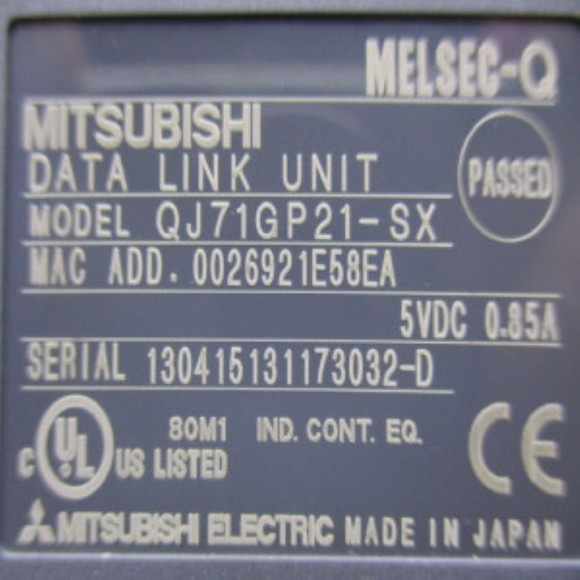 MELSEC-Q
MITSUBISHI
DATA LINK UNIT
PASSED
MODEL QJ71GP21-SX
MAC ADD. 0026921E58EA
5VDC 0.85A
SERIAL 130415131173032-D
80M1 IND. CONT. EQ.
C UL US LISTED
CE
MITSUBISHI ELECTRIC MADE IN JAPAN